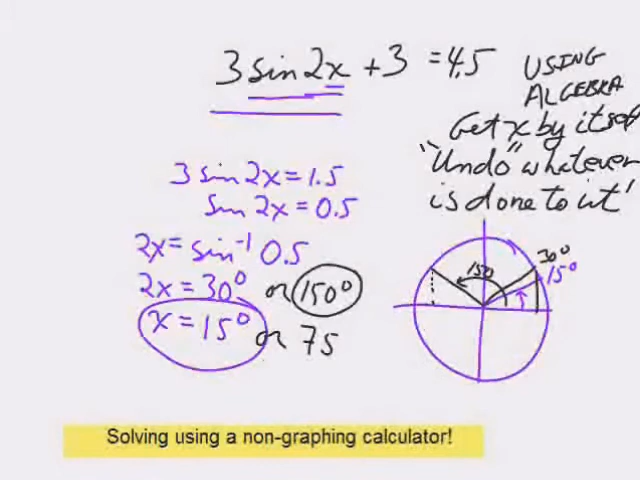 3 sin 2x + 3 = 4.5
USING
ALGEBRA
Get x by itself
"Undo" whatever
is done to it"
3 sin 2x = 1.5
sin 2x = 0.5
2x = sin⁻¹ 0.5
2x = 30° or 150°
x = 15° or 75
150
30°
15°
Solving using a non-graphing calculator!